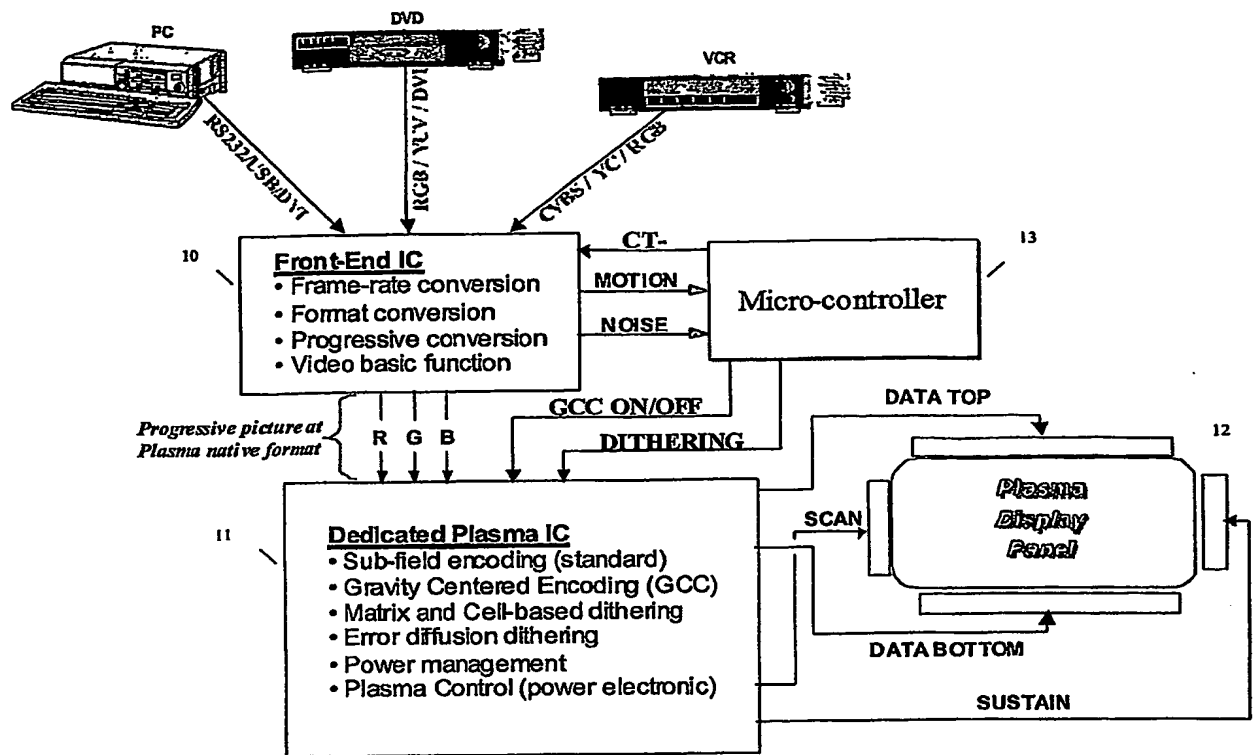 PC
DVD
VCR
RS232/USB/DVI
RGB / YUV / DVI
CVBS / YC / RGB
10
Front-End IC
• Frame-rate conversion
• Format conversion
• Progressive conversion
• Video basic function
CT-
MOTION
NOISE
13
Micro-controller
Progressive picture at
Plasma native format
R G B
GCC ON/OFF
DITHERING
DATA TOP
12
Plasma
Display
Panel
SCAN
11
Dedicated Plasma IC
• Sub-field encoding (standard)
• Gravity Centered Encoding (GCC)
• Matrix and Cell-based dithering
• Error diffusion dithering
• Power management
• Plasma Control (power electronic)
DATA BOTTOM
SUSTAIN